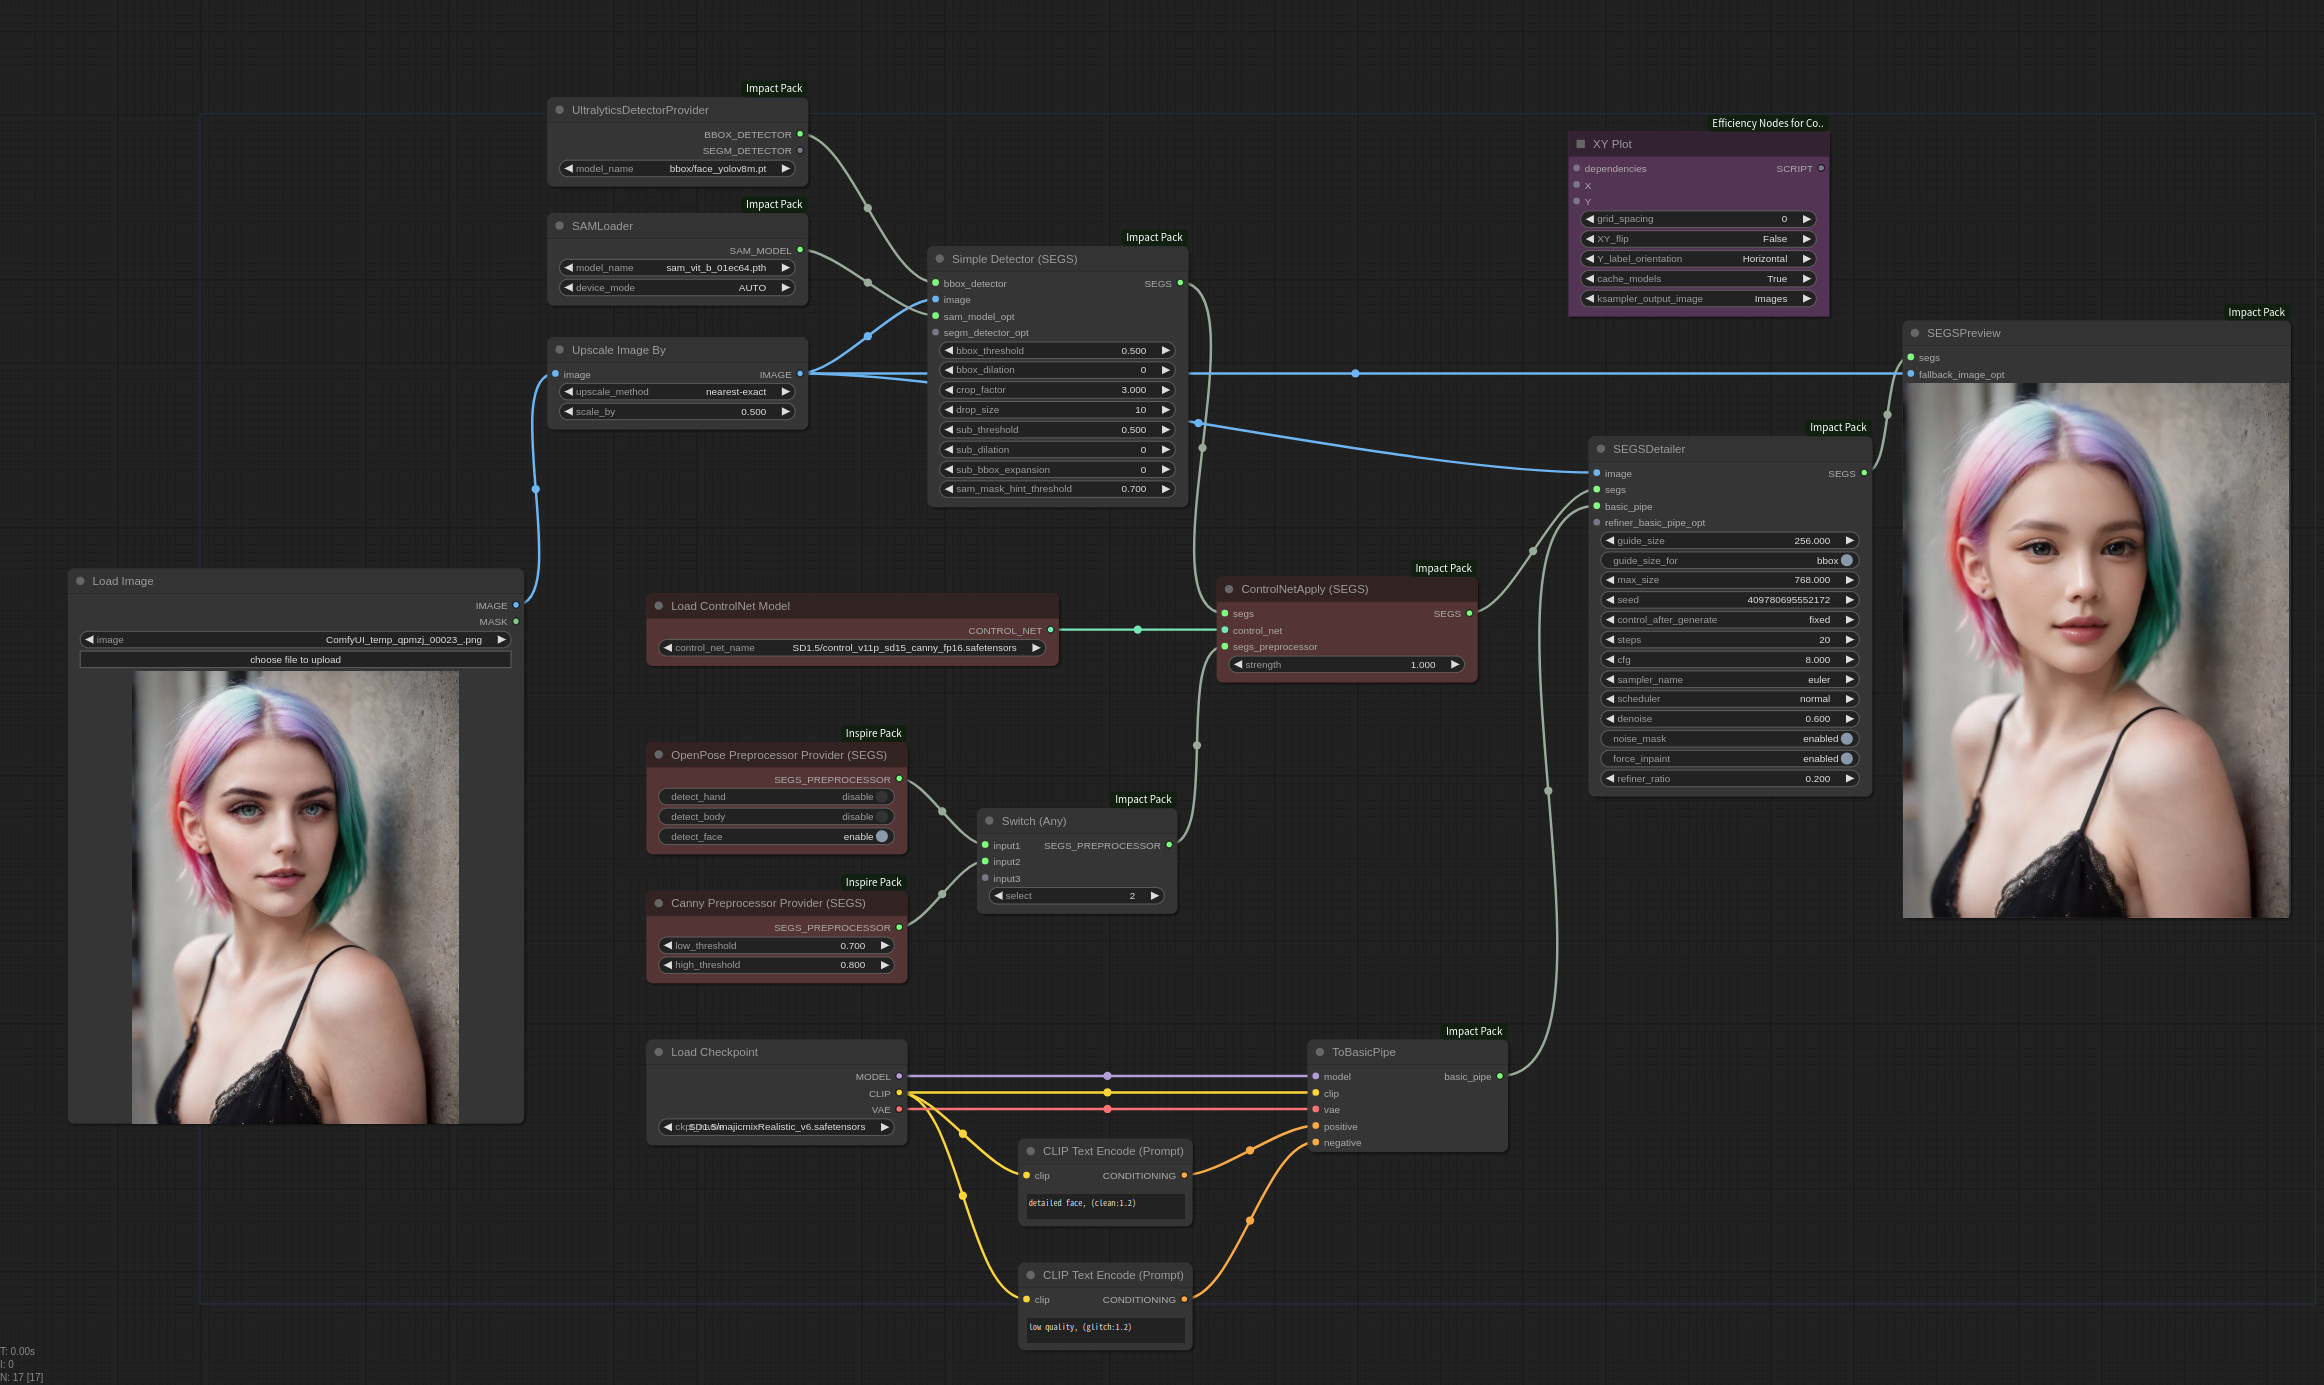 Impact Pack
UltralyticsDetectorProvider
BBOX_DETECTOR
SEGM_DETECTOR
model_name bbox/face_yolov8m.pt
Impact Pack
SAMLoader
SAM_MODEL
model_name sam_vit_b_01ec64.pth
device_mode AUTO
Upscale Image By
image IMAGE
upscale_method nearest-exact
scale_by 0.500
Impact Pack
Simple Detector (SEGS)
bbox_detector SEGS
image
sam_model_opt
segm_detector_opt
bbox_threshold 0.500
bbox_dilation 0
crop_factor 3.000
drop_size 10
sub_threshold 0.500
sub_dilation 0
sub_bbox_expansion 0
sam_mask_hint_threshold 0.700
Efficiency Nodes for Co..
XY Plot
dependencies SCRIPT
X
Y
grid_spacing 0
XY_flip False
Y_label_orientation Horizontal
cache_models True
ksampler_output_image Images
Impact Pack
SEGSPreview
segs
fallback_image_opt
Impact Pack
SEGSDetailer
image SEGS
segs
basic_pipe
refiner_basic_pipe_opt
guide_size 256.000
guide_size_for bbox
max_size 768.000
seed 409780695552172
control_after_generate fixed
steps 20
cfg 8.000
sampler_name euler
scheduler normal
denoise 0.600
noise_mask enabled
force_inpaint enabled
refiner_ratio 0.200
Load Image
IMAGE
MASK
image ComfyUI_temp_qpmzj_00023_.png
choose file to upload
Load ControlNet Model
CONTROL_NET
control_net_name SD1.5/control_v11p_sd15_canny_fp16.safetensors
Impact Pack
ControlNetApply (SEGS)
segs SEGS
control_net
segs_preprocessor
strength 1.000
Inspire Pack
OpenPose Preprocessor Provider (SEGS)
SEGS_PREPROCESSOR
detect_hand disable
detect_body disable
detect_face enable
Impact Pack
Switch (Any)
input1 SEGS_PREPROCESSOR
input2
input3
select 2
Inspire Pack
Canny Preprocessor Provider (SEGS)
SEGS_PREPROCESSOR
low_threshold 0.700
high_threshold 0.800
Load Checkpoint
MODEL
CLIP
VAE
SD1.5/majicmixRealistic_v6.safetensors
Impact Pack
ToBasicPipe
model basic_pipe
clip
vae
positive
negative
CLIP Text Encode (Prompt)
clip CONDITIONING
detailed face, (clean:1.2)
CLIP Text Encode (Prompt)
clip CONDITIONING
low quality, (glitch:1.2)
T: 0.00s
I: 0
N: 17 [17]